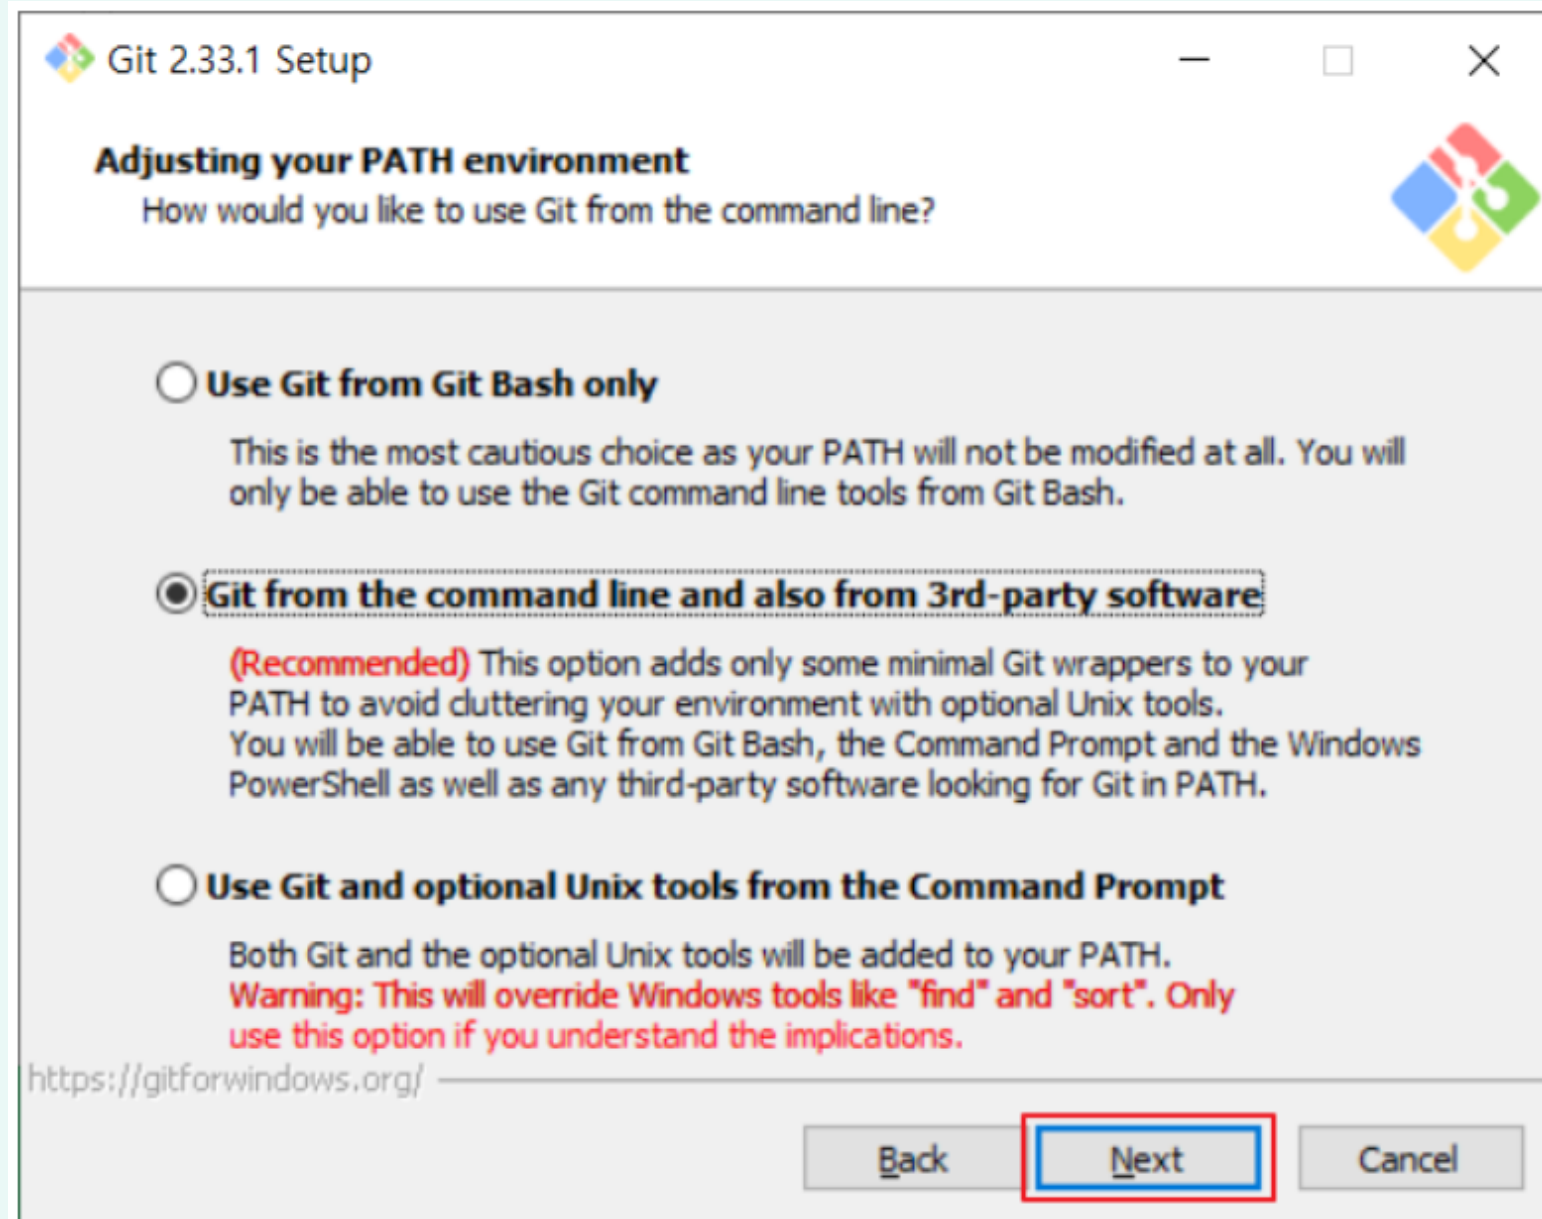 Git 2.33.1 Setup
Adjusting your PATH environment
How would you like to use Git from the command line?
Use Git from Git Bash only
This is the most cautious choice as your PATH will not be modified at all. You will
only be able to use the Git command line tools from Git Bash.
Git from the command line and also from 3rd-party software
(Recommended) This option adds only some minimal Git wrappers to your
PATH to avoid cluttering your environment with optional Unix tools.
You will be able to use Git from Git Bash, the Command Prompt and the Windows
PowerShell as well as any third-party software looking for Git in PATH.
Use Git and optional Unix tools from the Command Prompt
Both Git and the optional Unix tools will be added to your PATH.
Warning: This will override Windows tools like "find" and "sort". Only
use this option if you understand the implications.
https://gitforwindows.org/
Back Next Cancel